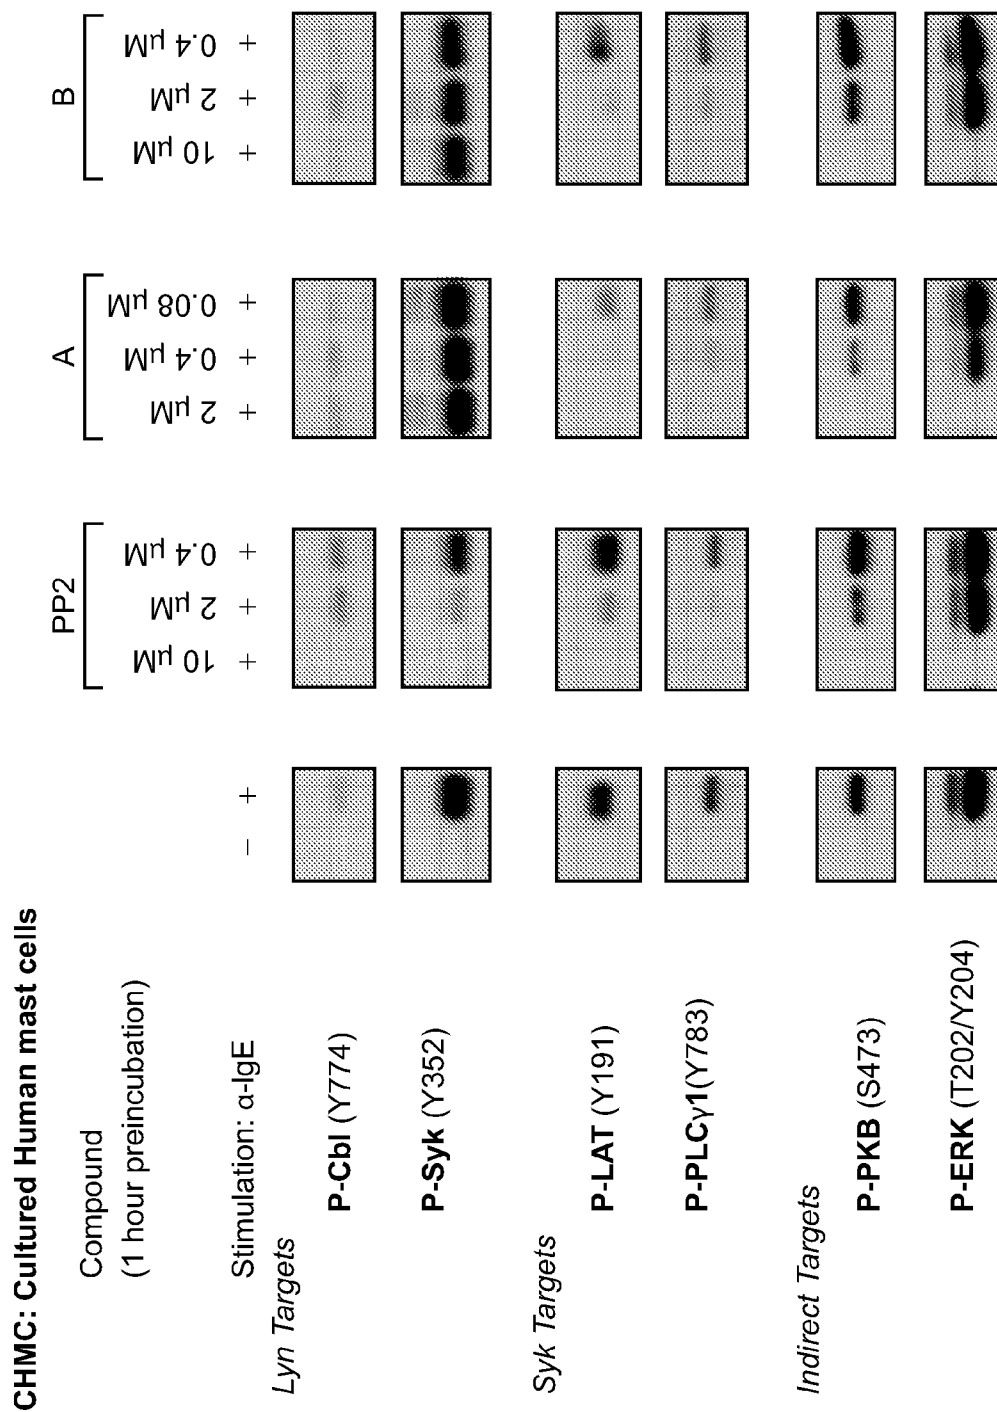 CHMC: Cultured Human mast cells
PP2 A B
Compound
(1 hour preincubation)
10 µM 2 µM 0.4 µM 2 µM 0.4 µM 0.08 µM 10 µM 2 µM 0.4 µM
Stimulation: α-IgE − + + + + + + + + + +
Lyn Targets
P-Cbl (Y774)
P-Syk (Y352)
Syk Targets
P-LAT (Y191)
P-PLCγ1(Y783)
Indirect Targets
P-PKB (S473)
P-ERK (T202/Y204)